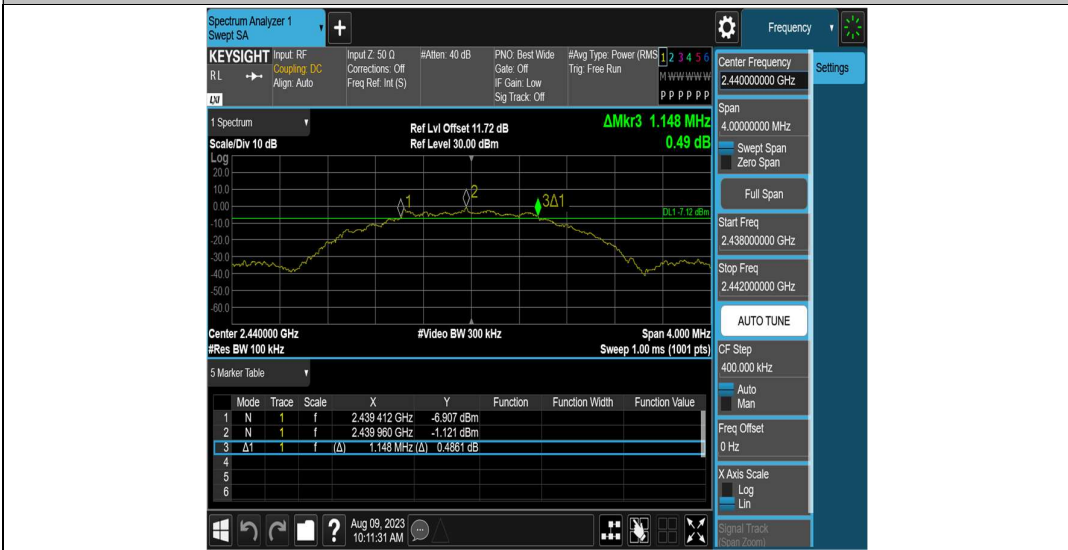 Spectrum Analyzer 1
Swept SA
+
Frequency
KEYSIGHT
RL
LXI
Input: RF
Coupling: DC
Align: Auto
Input Z: 50 Ω
Corrections: Off
Freq Ref: Int (S)
#Atten: 40 dB
PNO: Best Wide
Gate: Off
IF Gain: Low
Sig Track: Off
#Avg Type: Power (RMS
Trig: Free Run
1 2 3 4 5 6
M W W W W W
P P P P P P
1 Spectrum
Scale/Div 10 dB
Ref Lvl Offset 11.72 dB
Ref Level 30.00 dBm
ΔMkr3 1.148 MHz
0.49 dB
Log
20.0
10.0
0.00
-10.0
-20.0
-30.0
-40.0
-50.0
-60.0
1
2
3Δ1
DL1 -7.12 dBm
Center 2.440000 GHz
#Res BW 100 kHz
#Video BW 300 kHz
Span 4.000 MHz
Sweep 1.00 ms (1001 pts)
5 Marker Table
Mode Trace Scale X Y Function Function Width Function Value
1 N 1 f 2.439 412 GHz -6.907 dBm
2 N 1 f 2.439 960 GHz -1.121 dBm
3 Δ1 1 f (Δ) 1.148 MHz (Δ) 0.4861 dB
4
5
6
?
Aug 09, 2023
10:11:31 AM
Center Frequency
2.440000000 GHz
Settings
Span
4.00000000 MHz
Swept Span
Zero Span
Full Span
Start Freq
2.438000000 GHz
Stop Freq
2.442000000 GHz
AUTO TUNE
CF Step
400.000 kHz
Auto
Man
Freq Offset
0 Hz
X Axis Scale
Log
Lin
Signal Track
(Span Zoom)